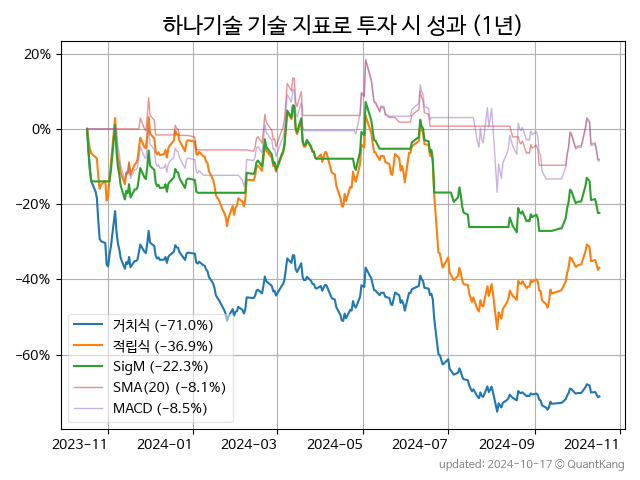 하나기술 기술 지표로 투자 시 성과 (1년)
20%
0%
−20%
−40%
−60%
거치식 (−71.0%)
적립식 (−36.9%)
SigM (−22.3%)
SMA(20) (−8.1%)
MACD (−8.5%)
2023-11 2024-01 2024-03 2024-05 2024-07 2024-09 2024-11
updated: 2024-10-17 © QuantKang